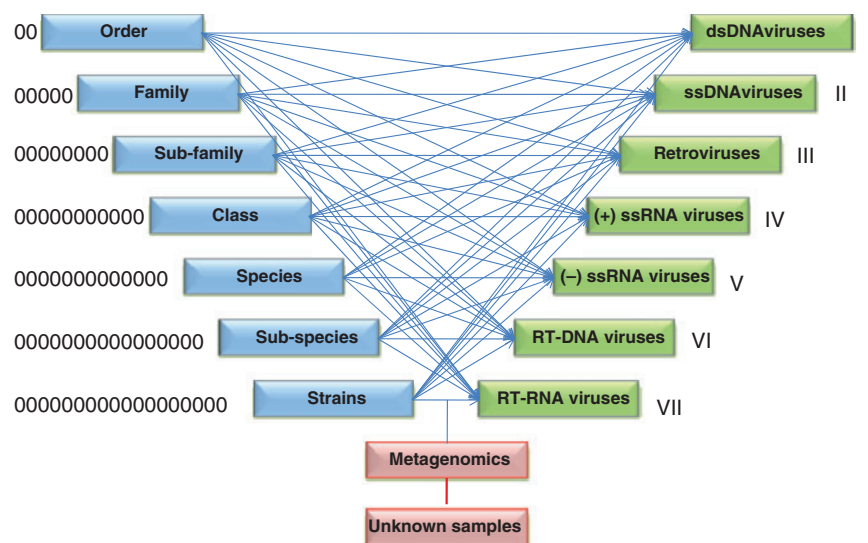 00 Order dsDNAviruses
00000 Family ssDNAviruses II
00000000 Sub-family Retroviruses III
00000000000 Class (+) ssRNA viruses IV
0000000000000 Species (–) ssRNA viruses V
0000000000000000 Sub-species RT-DNA viruses VI
000000000000000000 Strains RT-RNA viruses VII
Metagenomics
Unknown samples